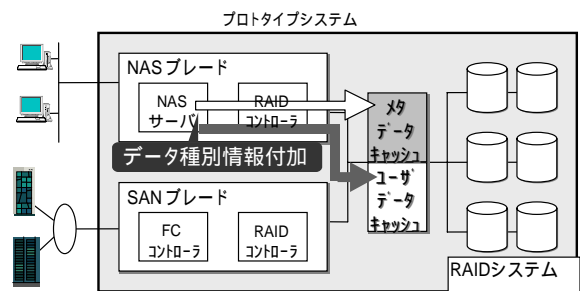 プロトタイプシステム
NASブレード
NAS
サーバ
RAID
コントローラ
データ種別情報付加
メタ
データ
キャッシュ
ユーザ
データ
キャッシュ
SANブレード
FC
コントローラ
RAID
コントローラ
RAIDシステム